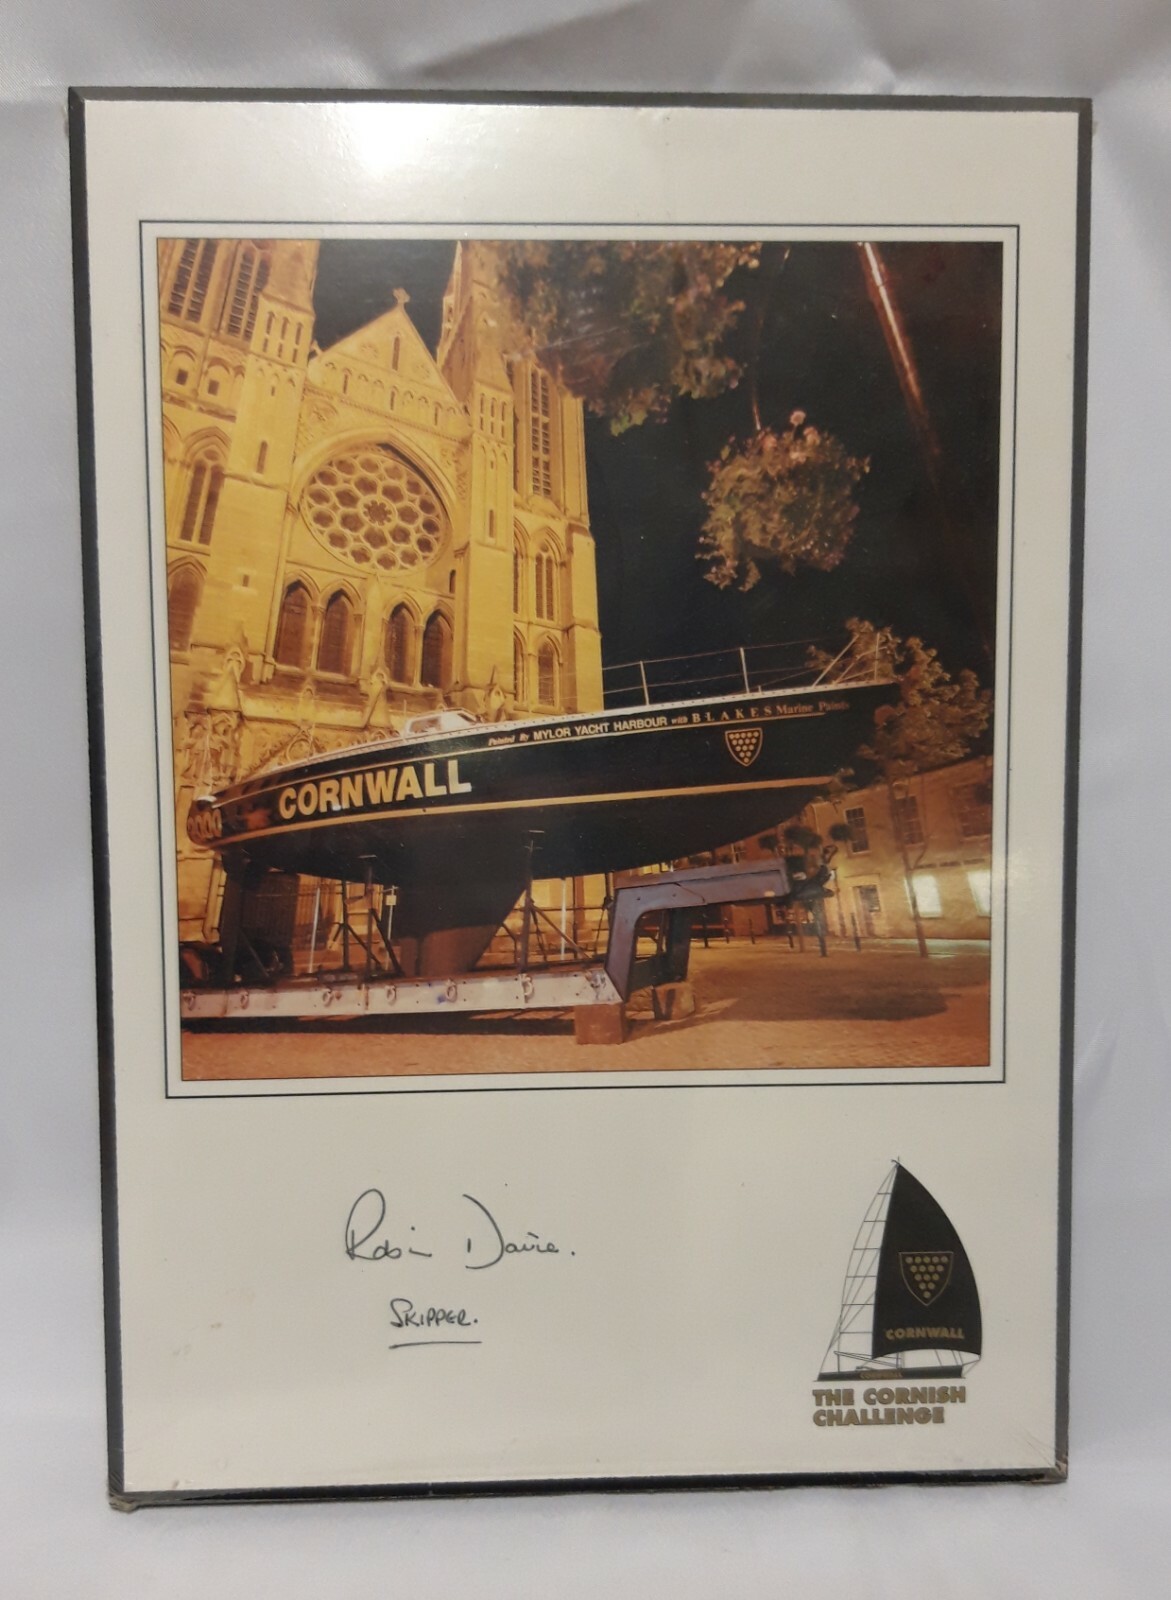 Painted By MYLOR YACHT HARBOUR with BLAKES Marine Paints
CORNWALL
Robin Davie.
SKIPPER.
CORNWALL
THE CORNISH
CHALLENGE